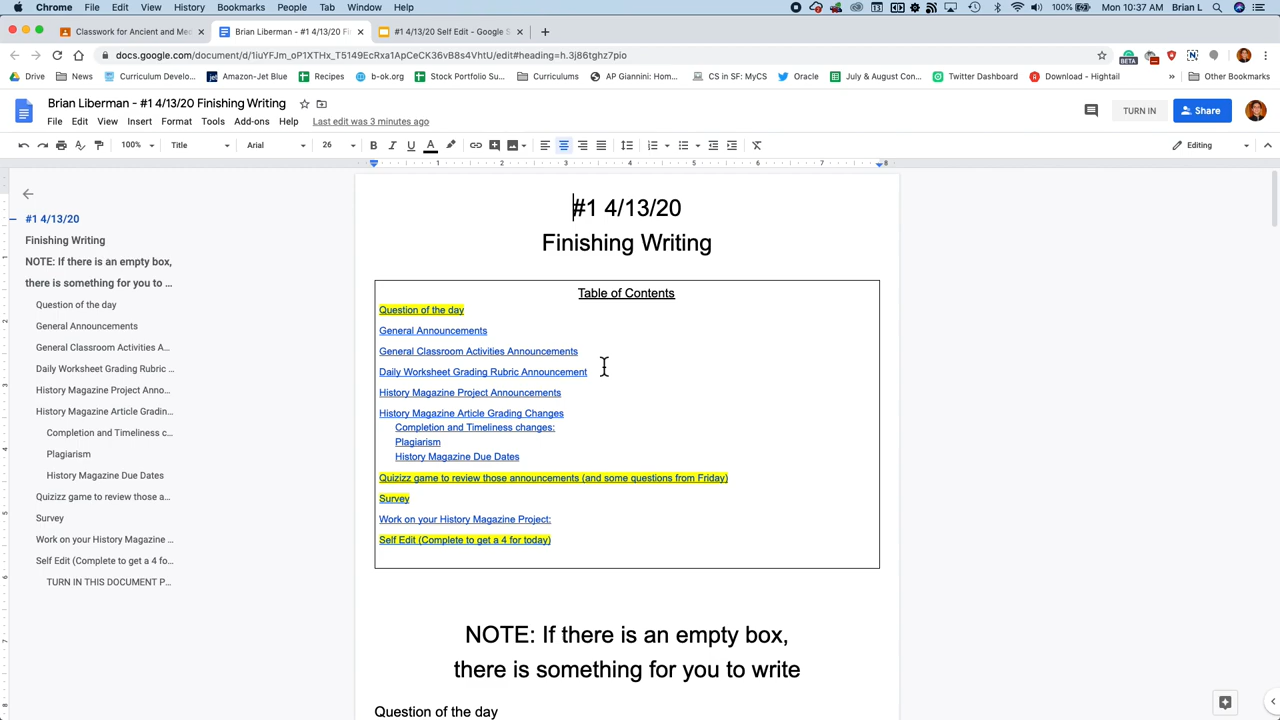 Chrome File Edit View History Bookmarks People Tab Window Help 100% Mon 10:37 AM Brian L
Classwork for Ancient and Med
Brian Liberman - #1 4/13/20 Fi
#1 4/13/20 Self Edit - Google S
docs.google.com/document/d/1iuYFJm_oP1XTHx_T5149EcRxa1ApCeCK36vB8s4VhtU/edit#heading=h.3j86tghz7pio
BETA
Drive News Curriculum Develo... Amazon-Jet Blue Recipes b-ok.org Stock Portfolio Su... Curriculums AP Giannini: Hom... CS in SF: MyCS Oracle July & August Con... Twitter Dashboard Download - Hightail » Other Bookmarks
Brian Liberman - #1 4/13/20 Finishing Writing
TURN IN Share
File Edit View Insert Format Tools Add-ons Help Last edit was 3 minutes ago
100% Title Arial 26 B I U A Editing
1 2 3 4 5 6 7 8
#1 4/13/20
Finishing Writing
NOTE: If there is an empty box,
there is something for you to ...
Question of the day
General Announcements
General Classroom Activities A...
Daily Worksheet Grading Rubric ...
History Magazine Project Anno...
History Magazine Article Gradin...
Completion and Timeliness c...
Plagiarism
History Magazine Due Dates
Quizizz game to review those a...
Survey
Work on your History Magazine ...
Self Edit (Complete to get a 4 fo...
TURN IN THIS DOCUMENT P...
#1 4/13/20
Finishing Writing
Table of Contents
Question of the day
General Announcements
General Classroom Activities Announcements
Daily Worksheet Grading Rubric Announcement
History Magazine Project Announcements
History Magazine Article Grading Changes
Completion and Timeliness changes:
Plagiarism
History Magazine Due Dates
Quizizz game to review those announcements (and some questions from Friday)
Survey
Work on your History Magazine Project:
Self Edit (Complete to get a 4 for today)
NOTE: If there is an empty box,
there is something for you to write
Question of the day